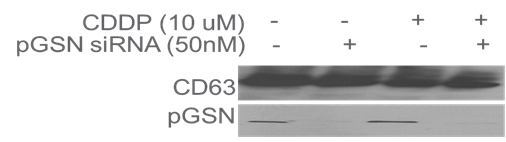 CDDP (10 uM) - - + +
pGSN siRNA (50nM) - + - +
CD63
pGSN